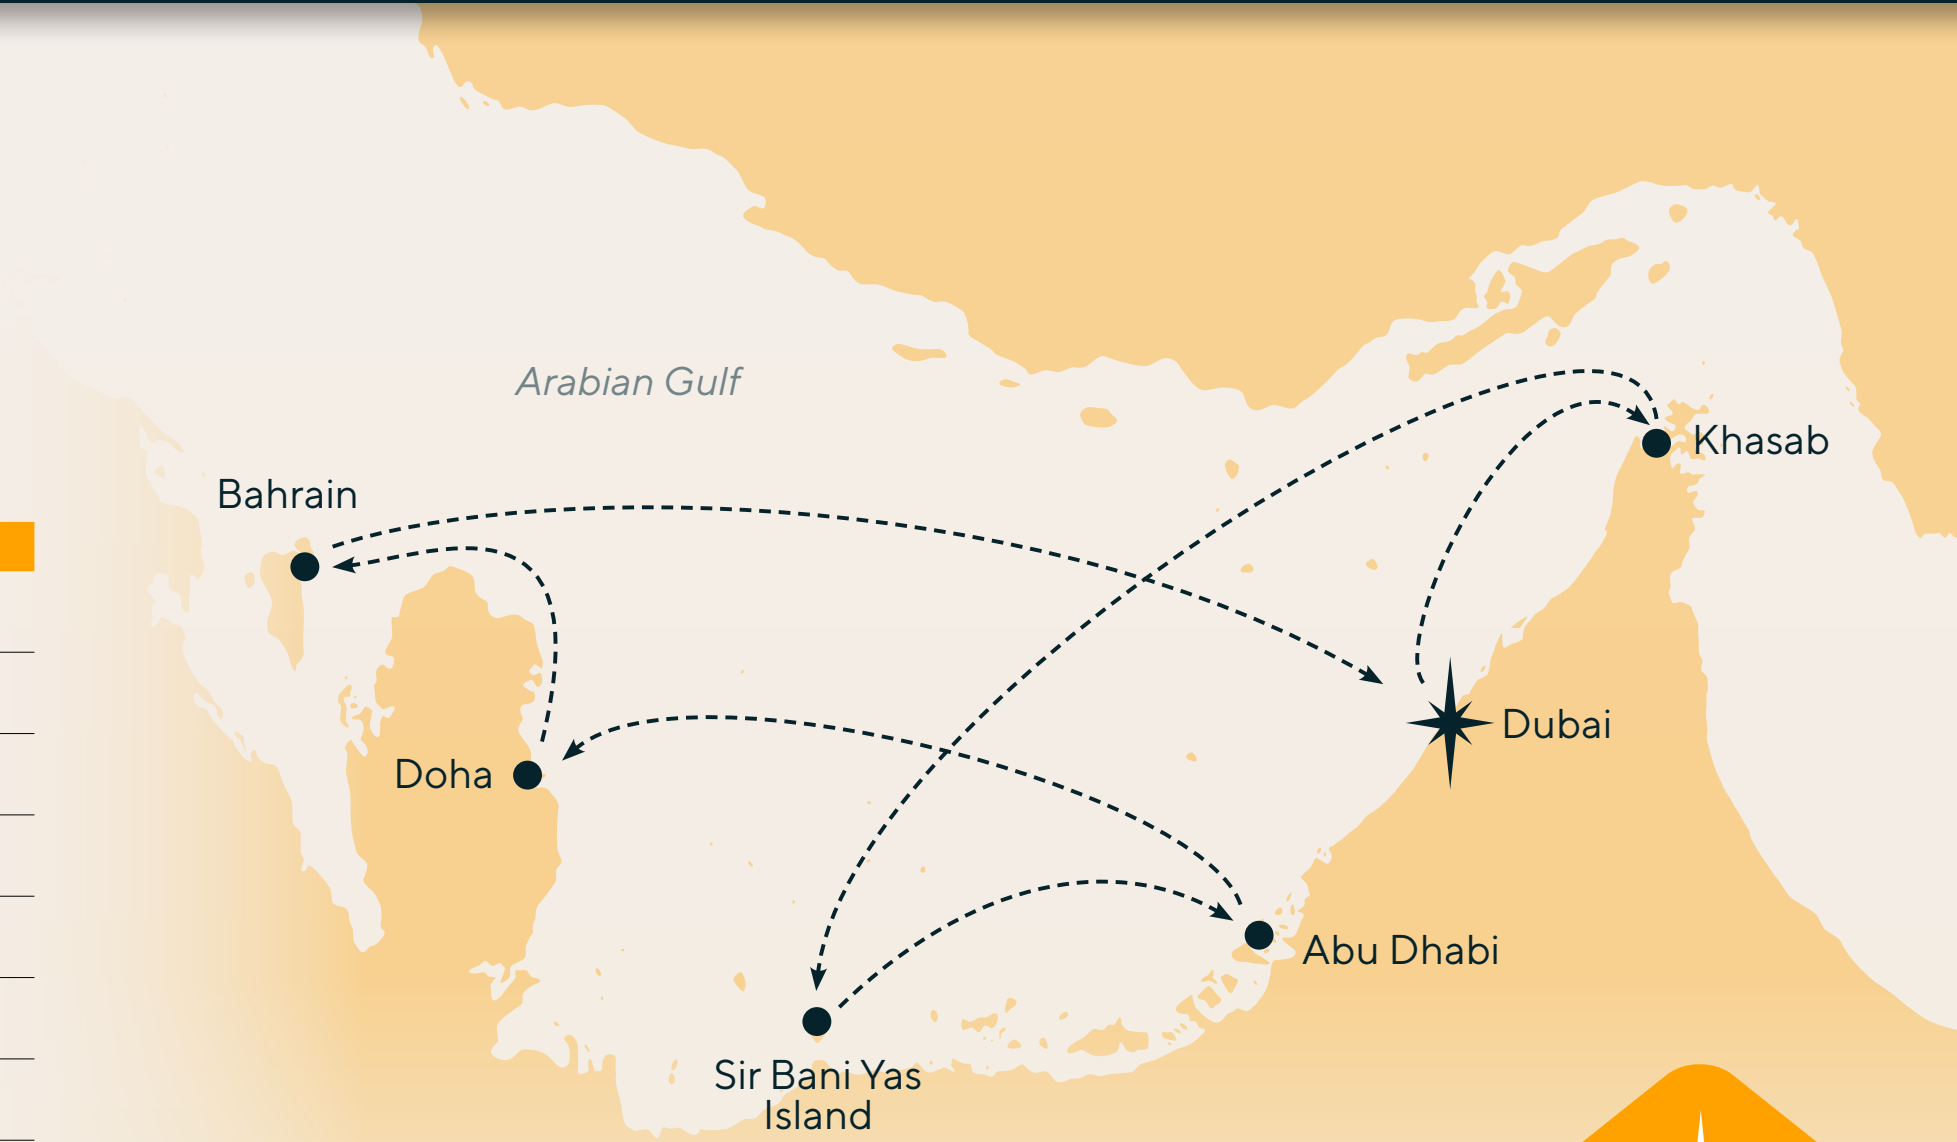 Arabian Gulf
Khasab
Bahrain
Dubai
Doha
Abu Dhabi
Sir Bani Yas
Island